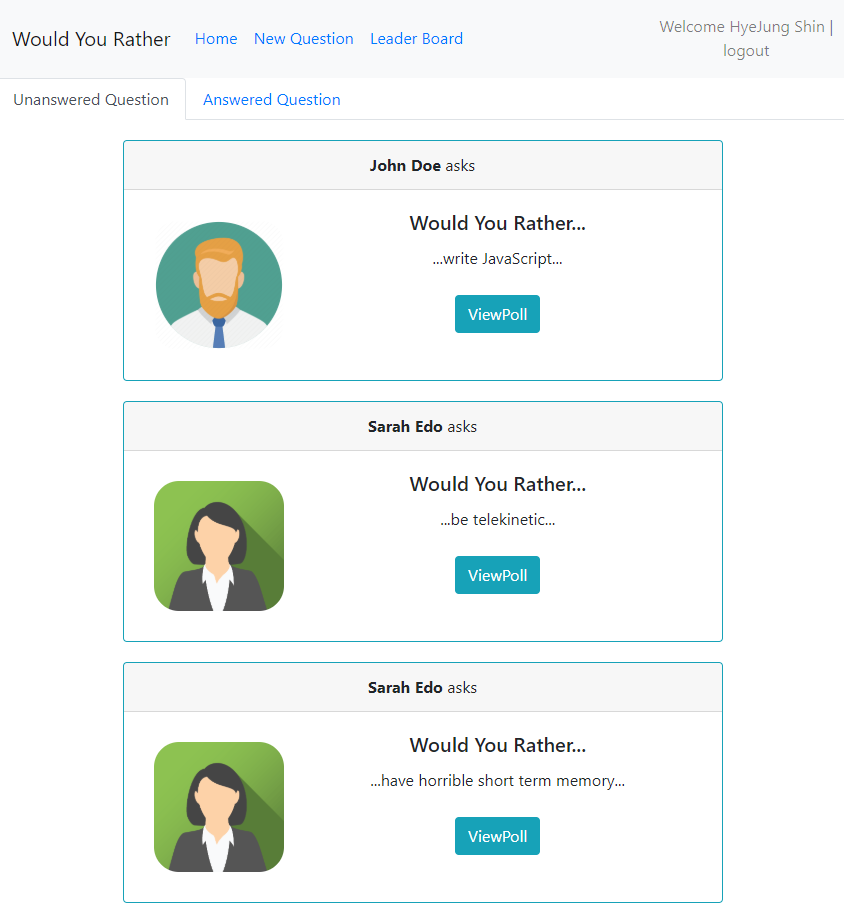 Would You Rather Home New Question Leader Board Welcome HyeJung Shin |
logout
Unanswered Question Answered Question
John Doe asks
Would You Rather...
...write JavaScript...
ViewPoll
Sarah Edo asks
Would You Rather...
...be telekinetic...
ViewPoll
Sarah Edo asks
Would You Rather...
...have horrible short term memory...
ViewPoll